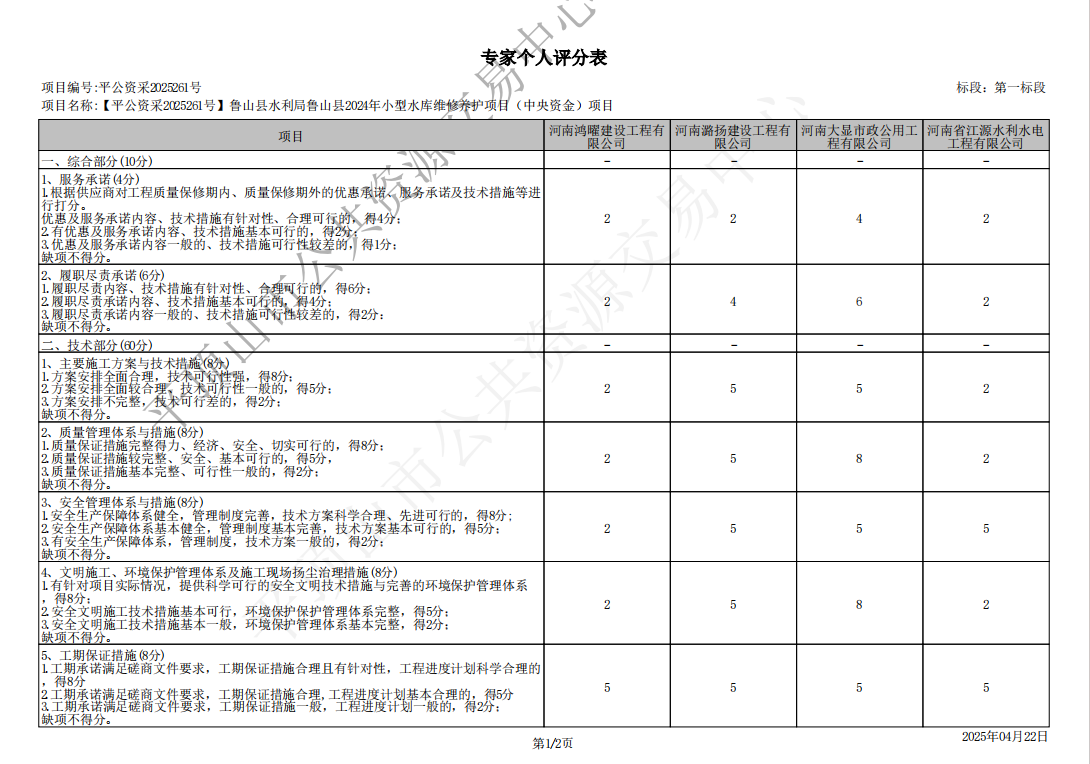 专家个人评分表
项目编号:平公资采2025261号
标段：第一标段
项目名称:【平公资采2025261号】鲁山县水利局鲁山县2024年小型水库维修养护项目（中央资金）项目
项目
河南鸿曜建设工程有限公司
河南潞扬建设工程有限公司
河南大显市政公用工程有限公司
河南省江源水利水电工程有限公司
一、综合部分(10分)
-
-
-
-
1、服务承诺(4分)
1.根据供应商对工程质量保修期内、质量保修期外的优惠承诺、服务承诺及技术措施等进
行打分。
优惠及服务承诺内容、技术措施有针对性、合理可行的，得4分；
2.有优惠及服务承诺内容、技术措施基本可行的，得2分；
3.优惠及服务承诺内容一般的、技术措施可行性较差的，得1分；
缺项不得分。
2
2
4
2
2、履职尽责承诺(6分)
1.履职尽责内容、技术措施有针对性、合理可行的，得6分；
2.履职尽责承诺内容、技术措施基本可行的，得4分；
3.履职尽责承诺内容一般的、技术措施可行性较差的，得2分；
缺项不得分。
2
4
6
2
二、技术部分(60分)
-
-
-
-
1、主要施工方案与技术措施(8分)
1.方案安排全面合理，技术可行性强，得8分；
2.方案安排全面较合理，技术可行性一般的，得5分；
3.方案安排不完整，技术可行差的，得2分；
缺项不得分。
2
5
5
2
2、质量管理体系与措施(8分)
1.质量保证措施完整得力、经济、安全、切实可行的，得8分；
2.质量保证措施较完整、安全、基本可行的，得5分，
3.质量保证措施基本完整、可行性一般的，得2分；
缺项不得分。
2
5
8
2
3、安全管理体系与措施(8分)
1.安全生产保障体系健全，管理制度完善，技术方案科学合理、先进可行的，得8分；
2.安全生产保障体系基本健全，管理制度基本完善，技术方案基本可行的，得5分；
3.有安全生产保障体系，管理制度，技术方案一般的，得2分；
缺项不得分。
2
5
5
5
4、文明施工、环境保护管理体系及施工现场扬尘治理措施(8分)
1.有针对项目实际情况，提供科学可行的安全文明技术措施与完善的环境保护管理体系
，得8分；
2.安全文明施工技术措施基本可行，环境保护保护管理体系完整，得5分；
3.安全文明施工技术措施基本一般，环境保护管理体系基本完整，得2分；
缺项不得分。
2
5
8
2
5、工期保证措施(8分)
1.工期承诺满足磋商文件要求，工期保证措施合理且有针对性，工程进度计划科学合理的
，得8分
2.工期承诺满足磋商文件要求，工期保证措施合理,工程进度计划基本合理的，得5分
3.工期承诺满足磋商文件要求，工期保证措施一般，工程进度计划一般的，得2分；
缺项不得分。
5
5
5
5
第1/2页
2025年04月22日
平顶山市公共资源交易中心
平顶山市公共资源交易中心